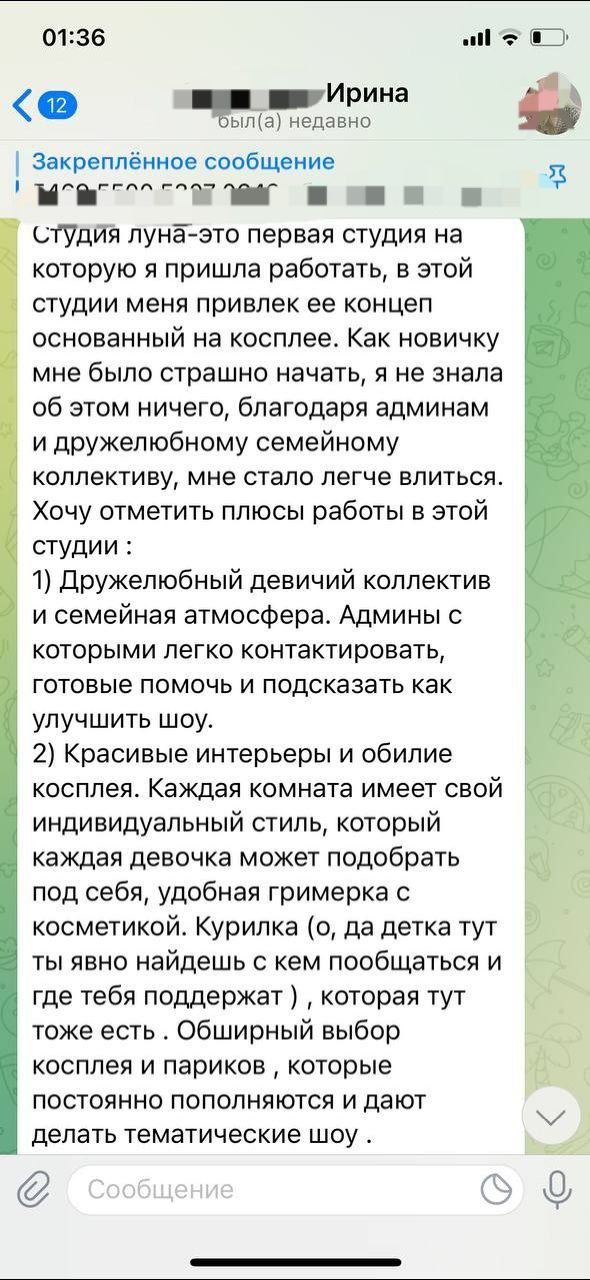 01:36
12
Ирина
был(а) недавно
Закреплённое сообщение
Студия луна-это первая студия на
которую я пришла работать, в этой
студии меня привлек ее концеп
основанный на косплее. Как новичку
мне было страшно начать, я не знала
об этом ничего, благодаря админам
и дружелюбному семейному
коллективу, мне стало легче влиться.
Хочу отметить плюсы работы в этой
студии :
1) Дружелюбный девичий коллектив
и семейная атмосфера. Админы с
которыми легко контактировать,
готовые помочь и подсказать как
улучшить шоу.
2) Красивые интерьеры и обилие
косплея. Каждая комната имеет свой
индивидуальный стиль, который
каждая девочка может подобрать
под себя, удобная гримерка с
косметикой. Курилка (о, да детка тут
ты явно найдешь с кем пообщаться и
где тебя поддержат ) , которая тут
тоже есть . Обширный выбор
косплея и париков , которые
постоянно пополняются и дают
делать тематические шоу .
Сообщение